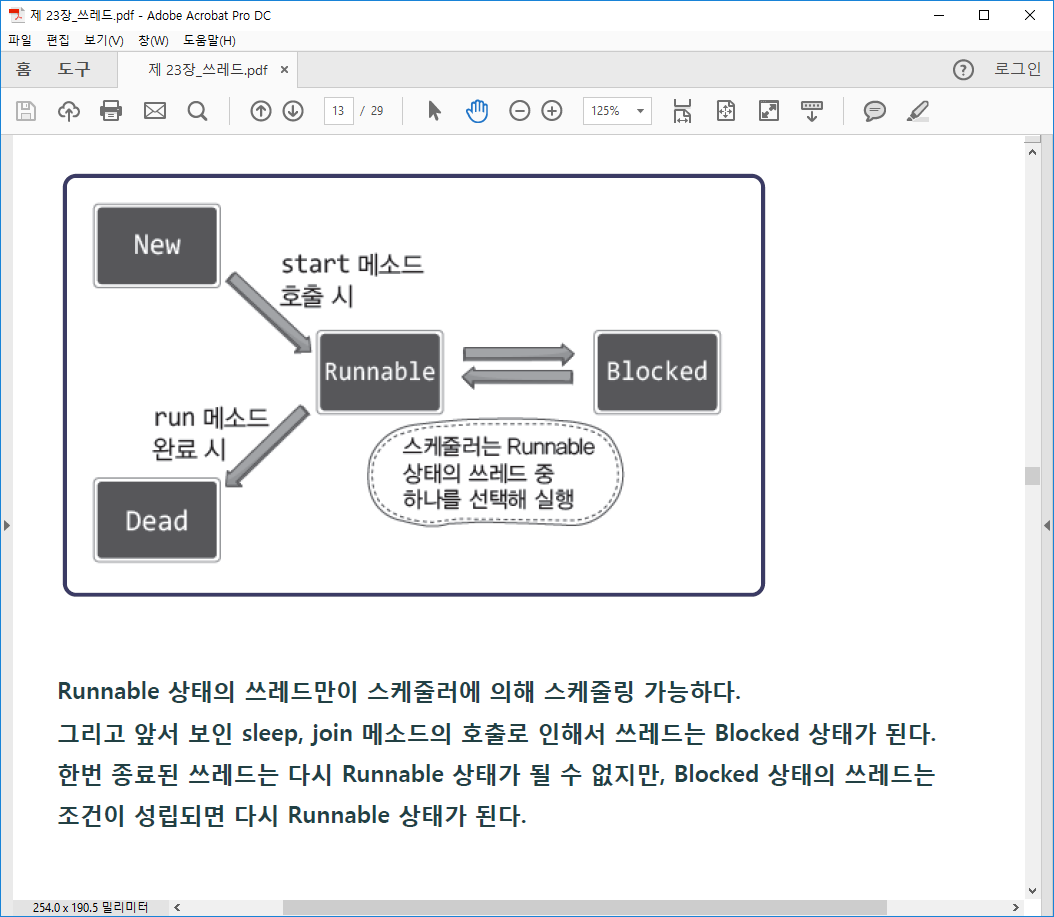 제 23장_쓰레드.pdf - Adobe Acrobat Pro DC
파일 편집 보기(V) 창(W) 도움말(H)
홈 도구 제 23장_쓰레드.pdf × ? 로그인
13 / 29 125%
New
start 메소드
호출 시
Runnable
Blocked
run 메소드
완료 시
스케줄러는 Runnable
상태의 쓰레드 중
하나를 선택해 실행
Dead
Runnable 상태의 쓰레드만이 스케줄러에 의해 스케줄링 가능하다.
그리고 앞서 보인 sleep, join 메소드의 호출로 인해서 쓰레드는 Blocked 상태가 된다.
한번 종료된 쓰레드는 다시 Runnable 상태가 될 수 없지만, Blocked 상태의 쓰레드는
조건이 성립되면 다시 Runnable 상태가 된다.
254.0 x 190.5 밀리미터